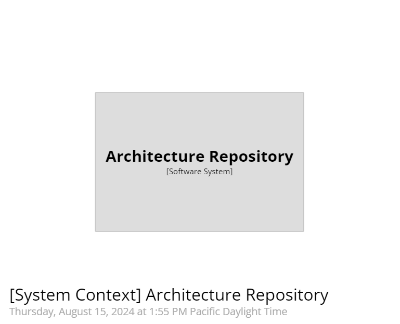 Architecture Repository
[Software System]
[System Context] Architecture Repository
Thursday, August 15, 2024 at 1:55 PM Pacific Daylight Time